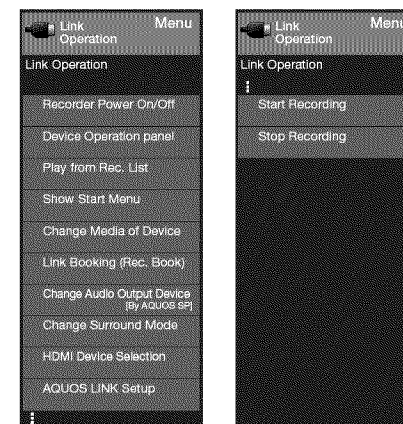 Link
Operation
Menu
Link Operation
Recorder Power On/Off
Device Operation panel
Play from Rec. List
Show Start Menu
Change Media of Device
Link Booking (Rec. Book)
Change Audio Output Device
[By AQUOS SP]
Change Surround Mode
HDMI Device Selection
AQUOS LINK Setup
Link
Operation
Menu
Link Operation
Start Recording
Stop Recording